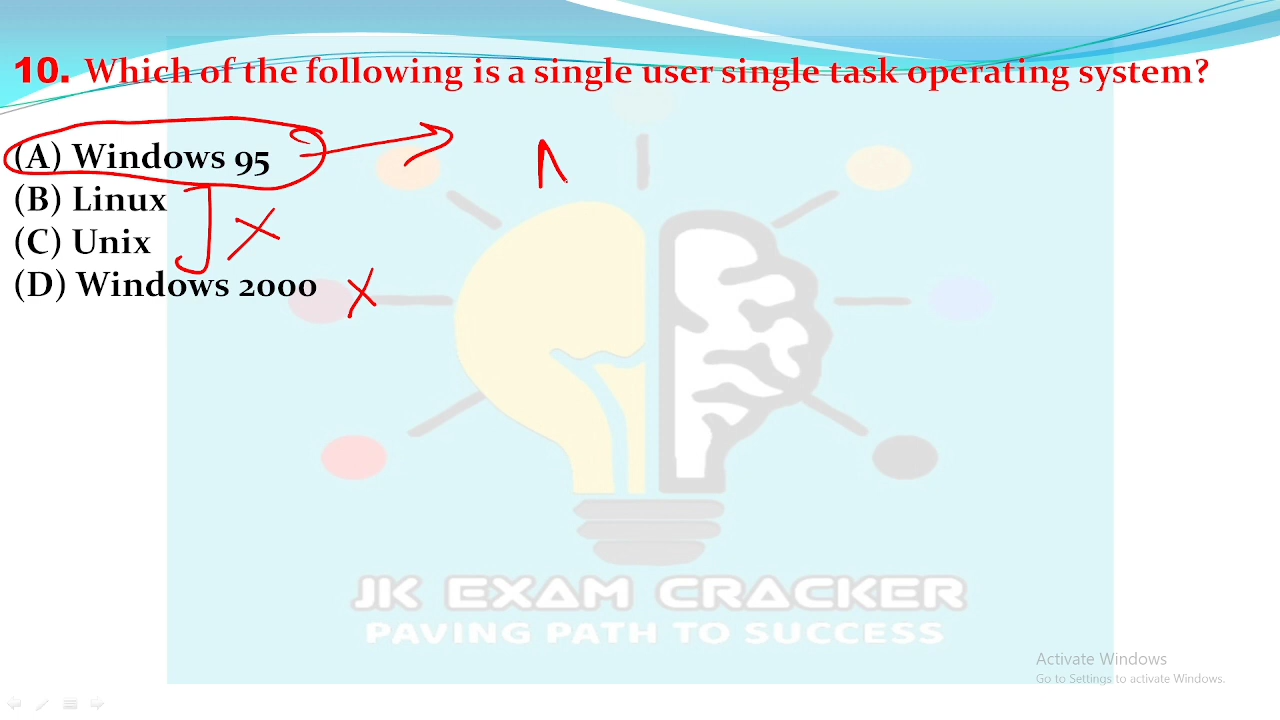 10. Which of the following is a single user single task operating system?
(A) Windows 95
(B) Linux
(C) Unix
(D) Windows 2000
JK EXAM CRACKER
PAVING PATH TO SUCCESS
Activate Windows
Go to Settings to activate Windows.